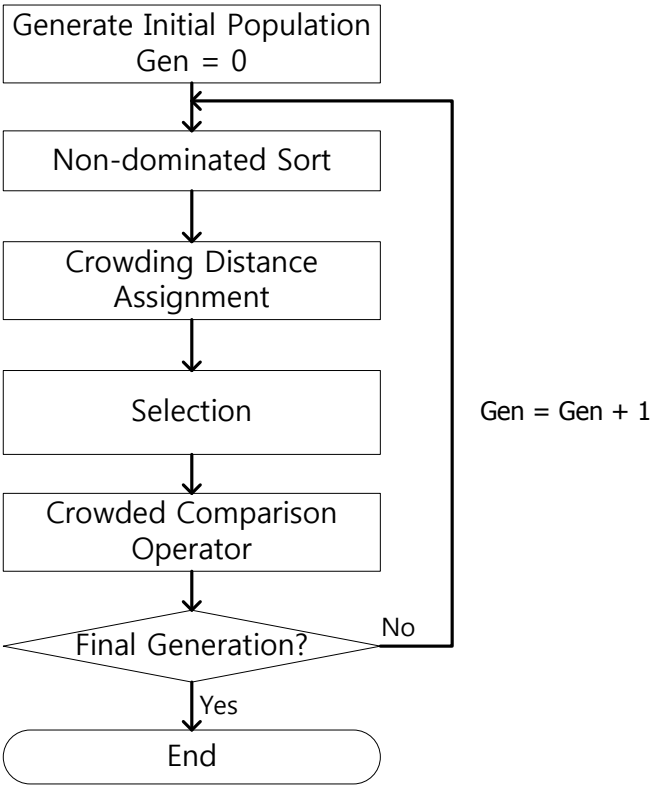 Generate Initial Population
Gen = 0
Non-dominated Sort
Crowding Distance
Assignment
Selection
Gen = Gen + 1
Crowded Comparison
Operator
Final Generation?
No
Yes
End